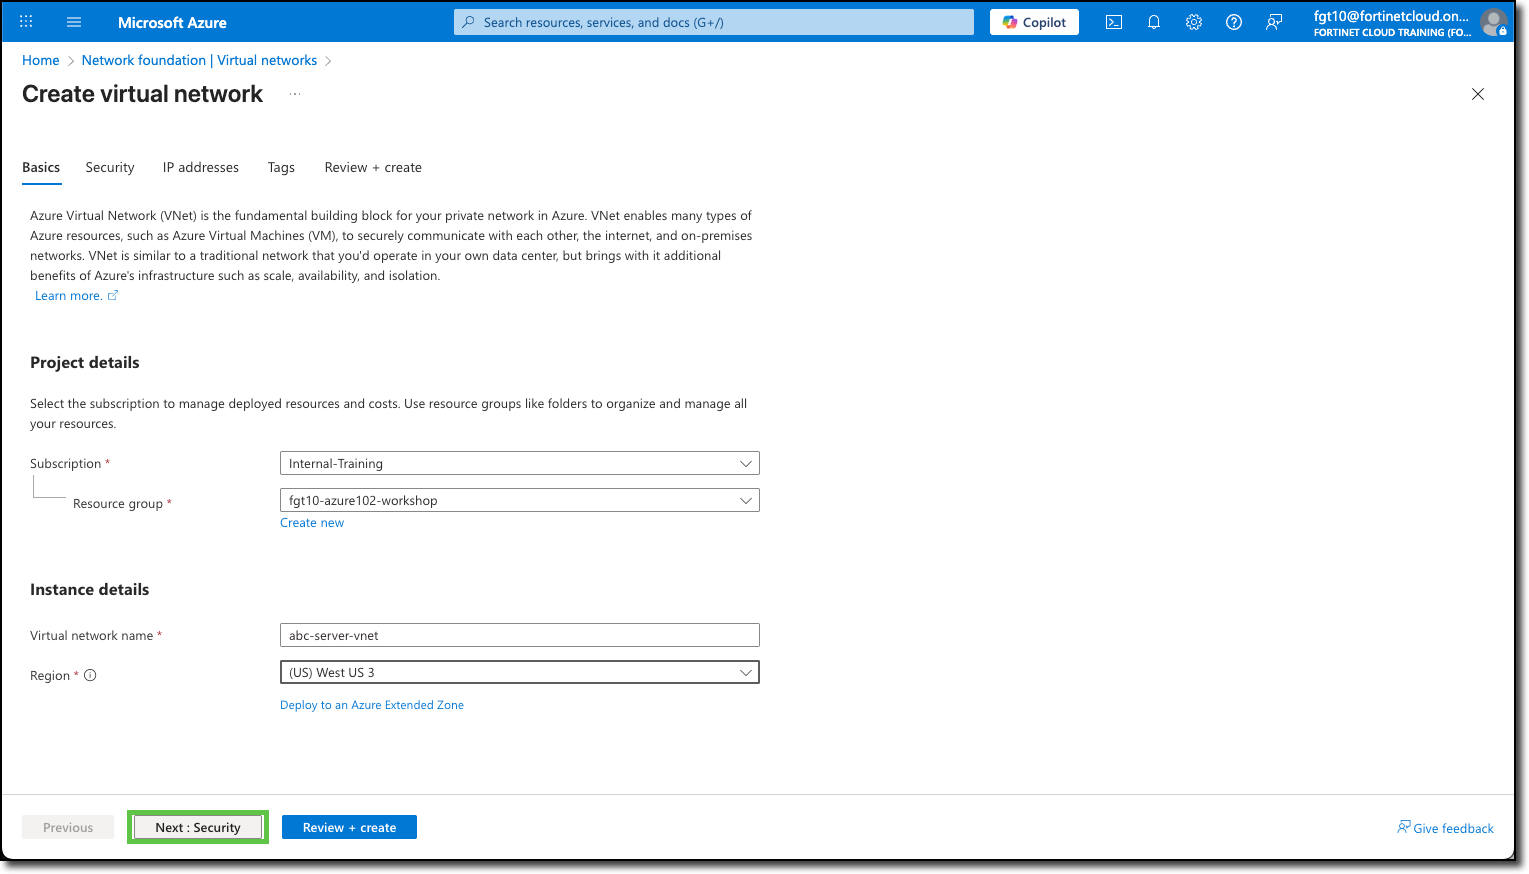 Microsoft Azure
Search resources, services, and docs (G+/)
Copilot
fgt10@fortinetcloud.on...
FORTINET CLOUD TRAINING (FO...
Home > Network foundation | Virtual networks >
Create virtual network ...
Basics Security IP addresses Tags Review + create
Azure Virtual Network (VNet) is the fundamental building block for your private network in Azure. VNet enables many types of
Azure resources, such as Azure Virtual Machines (VM), to securely communicate with each other, the internet, and on-premises
networks. VNet is similar to a traditional network that you'd operate in your own data center, but brings with it additional
benefits of Azure's infrastructure such as scale, availability, and isolation.
Learn more.
Project details
Select the subscription to manage deployed resources and costs. Use resource groups like folders to organize and manage all
your resources.
Subscription * Internal-Training
Resource group * fgt10-azure102-workshop
Create new
Instance details
Virtual network name * abc-server-vnet
Region * (US) West US 3
Deploy to an Azure Extended Zone
Previous Next : Security Review + create Give feedback